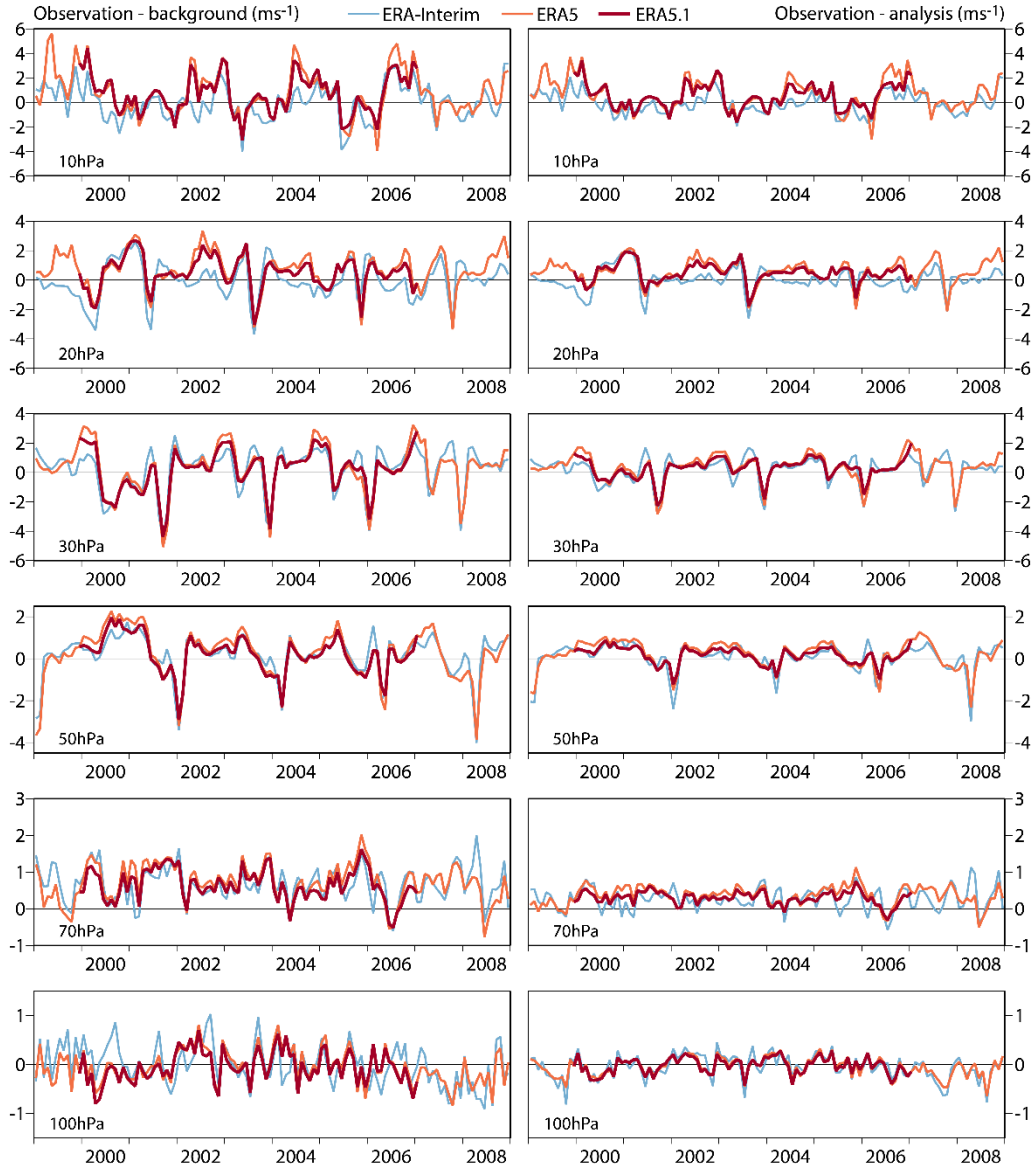 Observation - background (ms-1) ERA-Interim ERA5 ERA5.1 Observation - analysis (ms-1)
6 6
4 4
2 2
0 0
-2 -2
-4 -4
-6 10hPa 10hPa -6
2000 2002 2004 2006 2008 2000 2002 2004 2006 2008
4 4
2 2
0 0
-2 -2
-4 -4
-6 20hPa 20hPa -6
2000 2002 2004 2006 2008 2000 2002 2004 2006 2008
4 4
2 2
0 0
-2 -2
-4 -4
-6 30hPa 30hPa -6
2000 2002 2004 2006 2008 2000 2002 2004 2006 2008
2 2
0 0
-2 -2
-4 50hPa 50hPa -4
2000 2002 2004 2006 2008 2000 2002 2004 2006 2008
3 3
2 2
1 1
0 0
-1 70hPa 70hPa -1
2000 2002 2004 2006 2008 2000 2002 2004 2006 2008
1 1
0 0
-1 -1
100hPa 100hPa
2000 2002 2004 2006 2008 2000 2002 2004 2006 2008